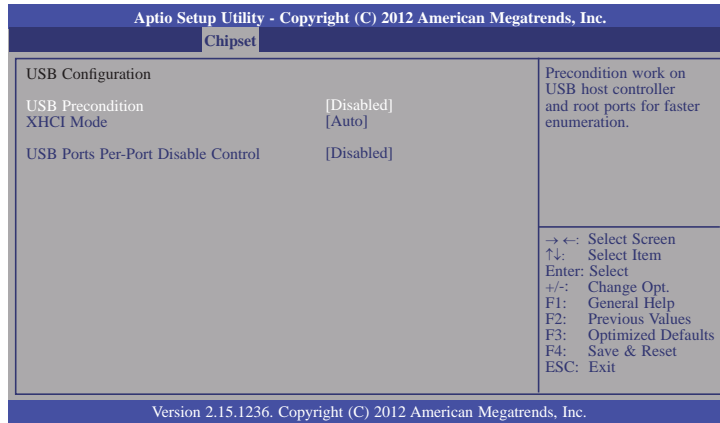 Aptio Setup Utility - Copyright (C) 2012 American Megatrends, Inc.
Chipset
USB Configuration
USB Precondition [Disabled]
XHCI Mode [Auto]
USB Ports Per-Port Disable Control [Disabled]
Precondition work on
USB host controller
and root ports for faster
enumeration.
→ ←: Select Screen
↑↓: Select Item
Enter: Select
+/-: Change Opt.
F1: General Help
F2: Previous Values
F3: Optimized Defaults
F4: Save & Reset
ESC: Exit
Version 2.15.1236. Copyright (C) 2012 American Megatrends, Inc.